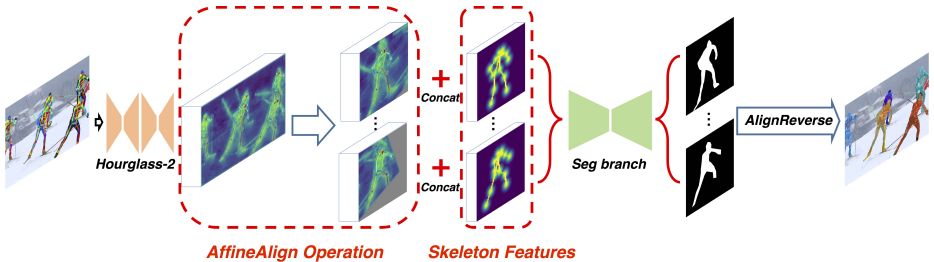 Hourglass-2
Concat
Concat
Seg branch
AlignReverse
AffineAlign Operation
Skeleton Features